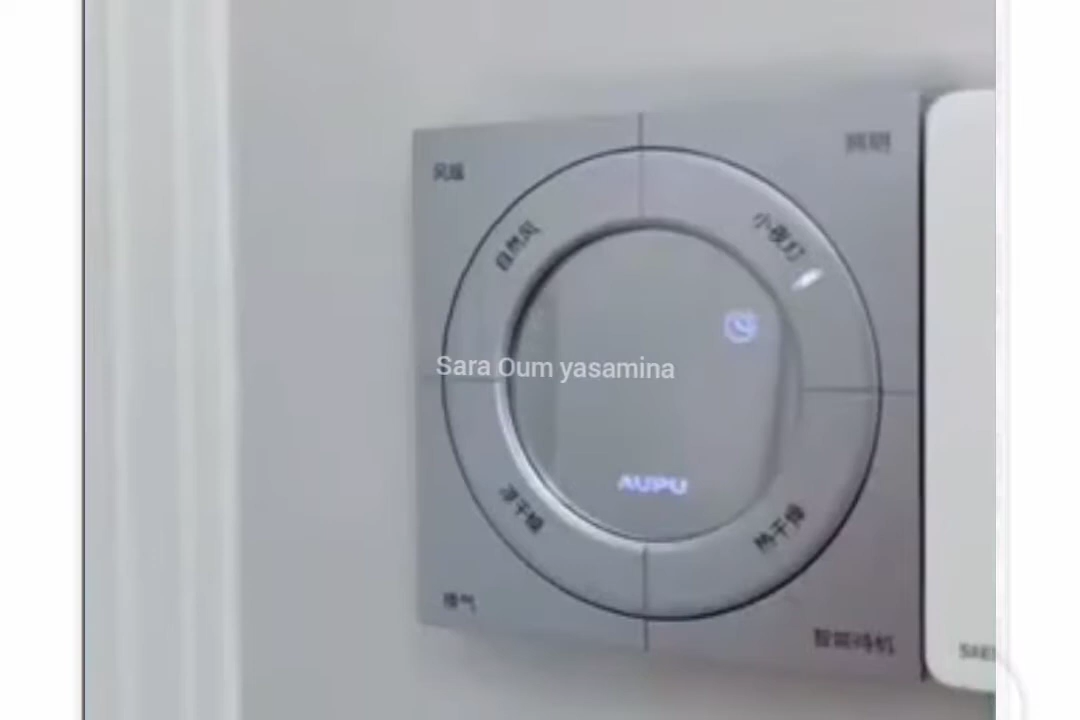 风暖
照明
自然风
小夜灯
Sara Oum yasamina
AUPU
净干燥
热干燥
换气
智能待机